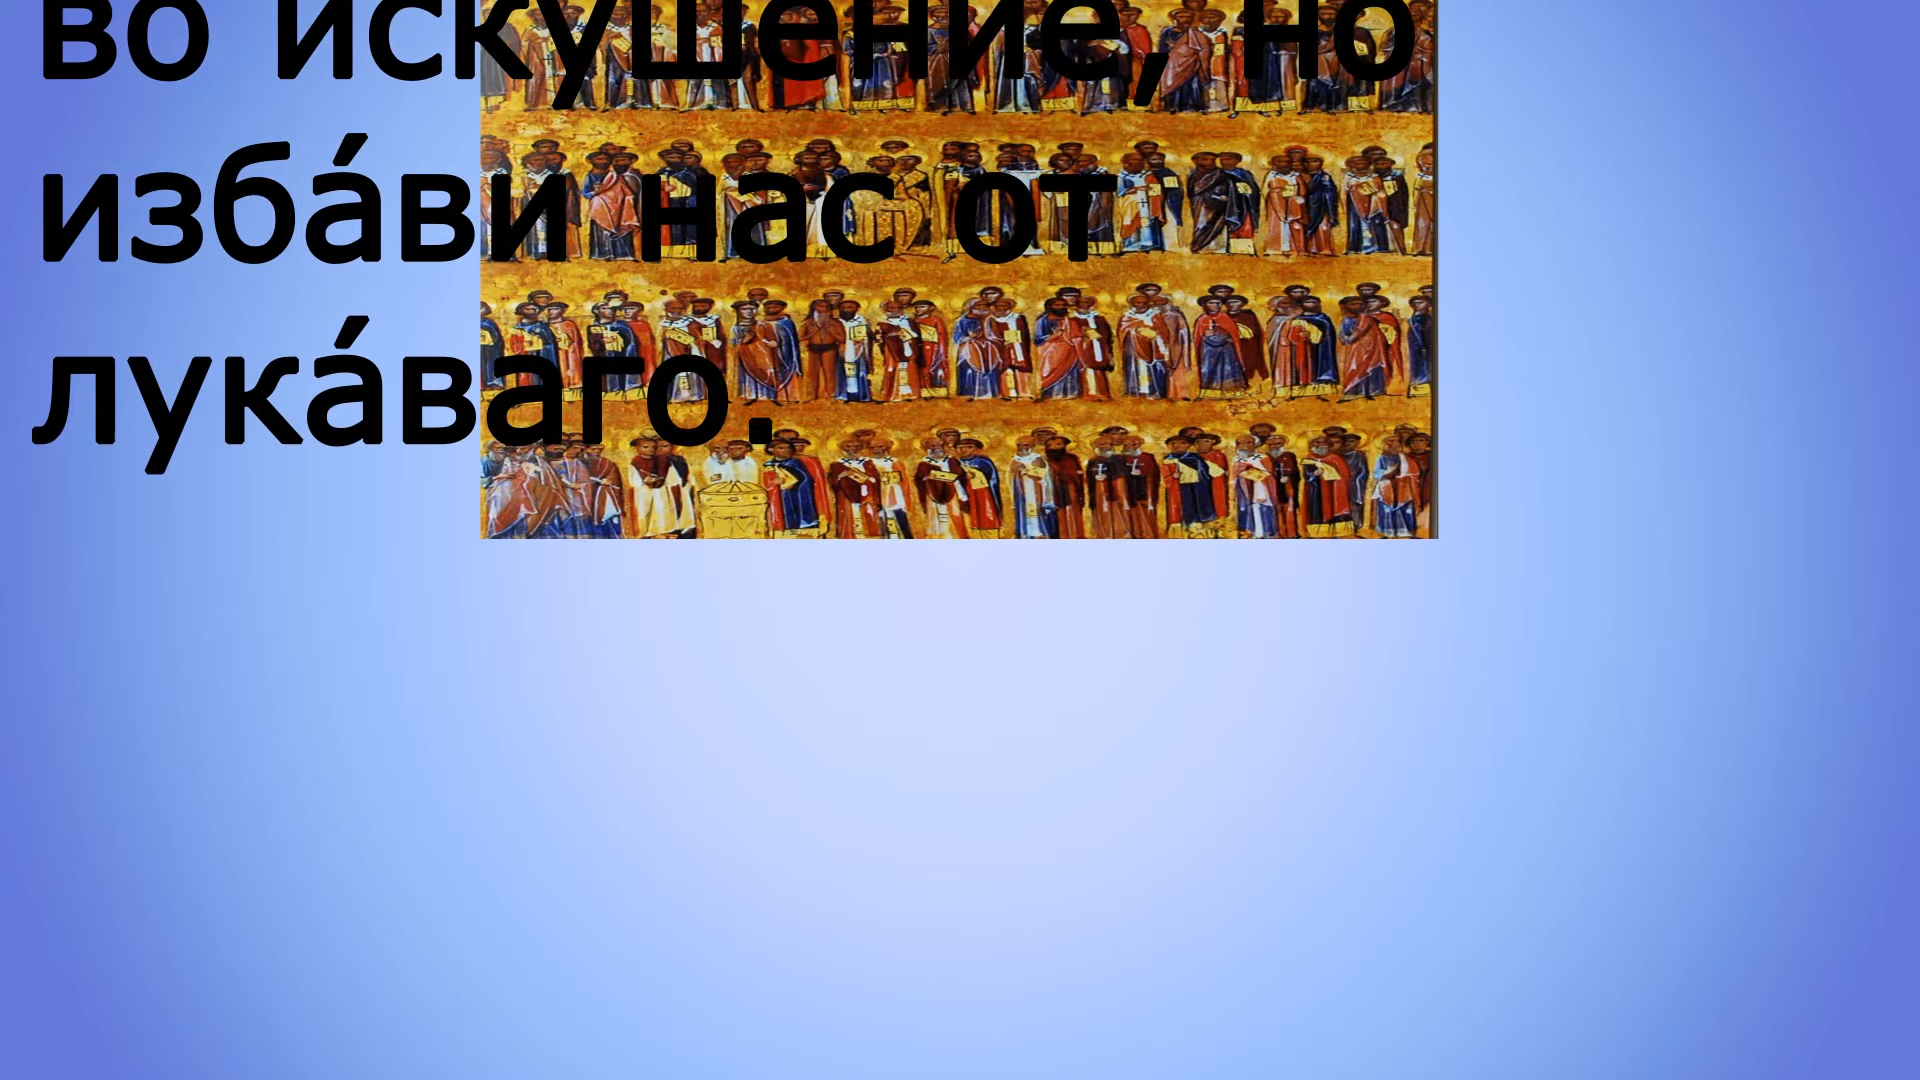 во искушение, но
изба́ви нас от
лука́ваго.